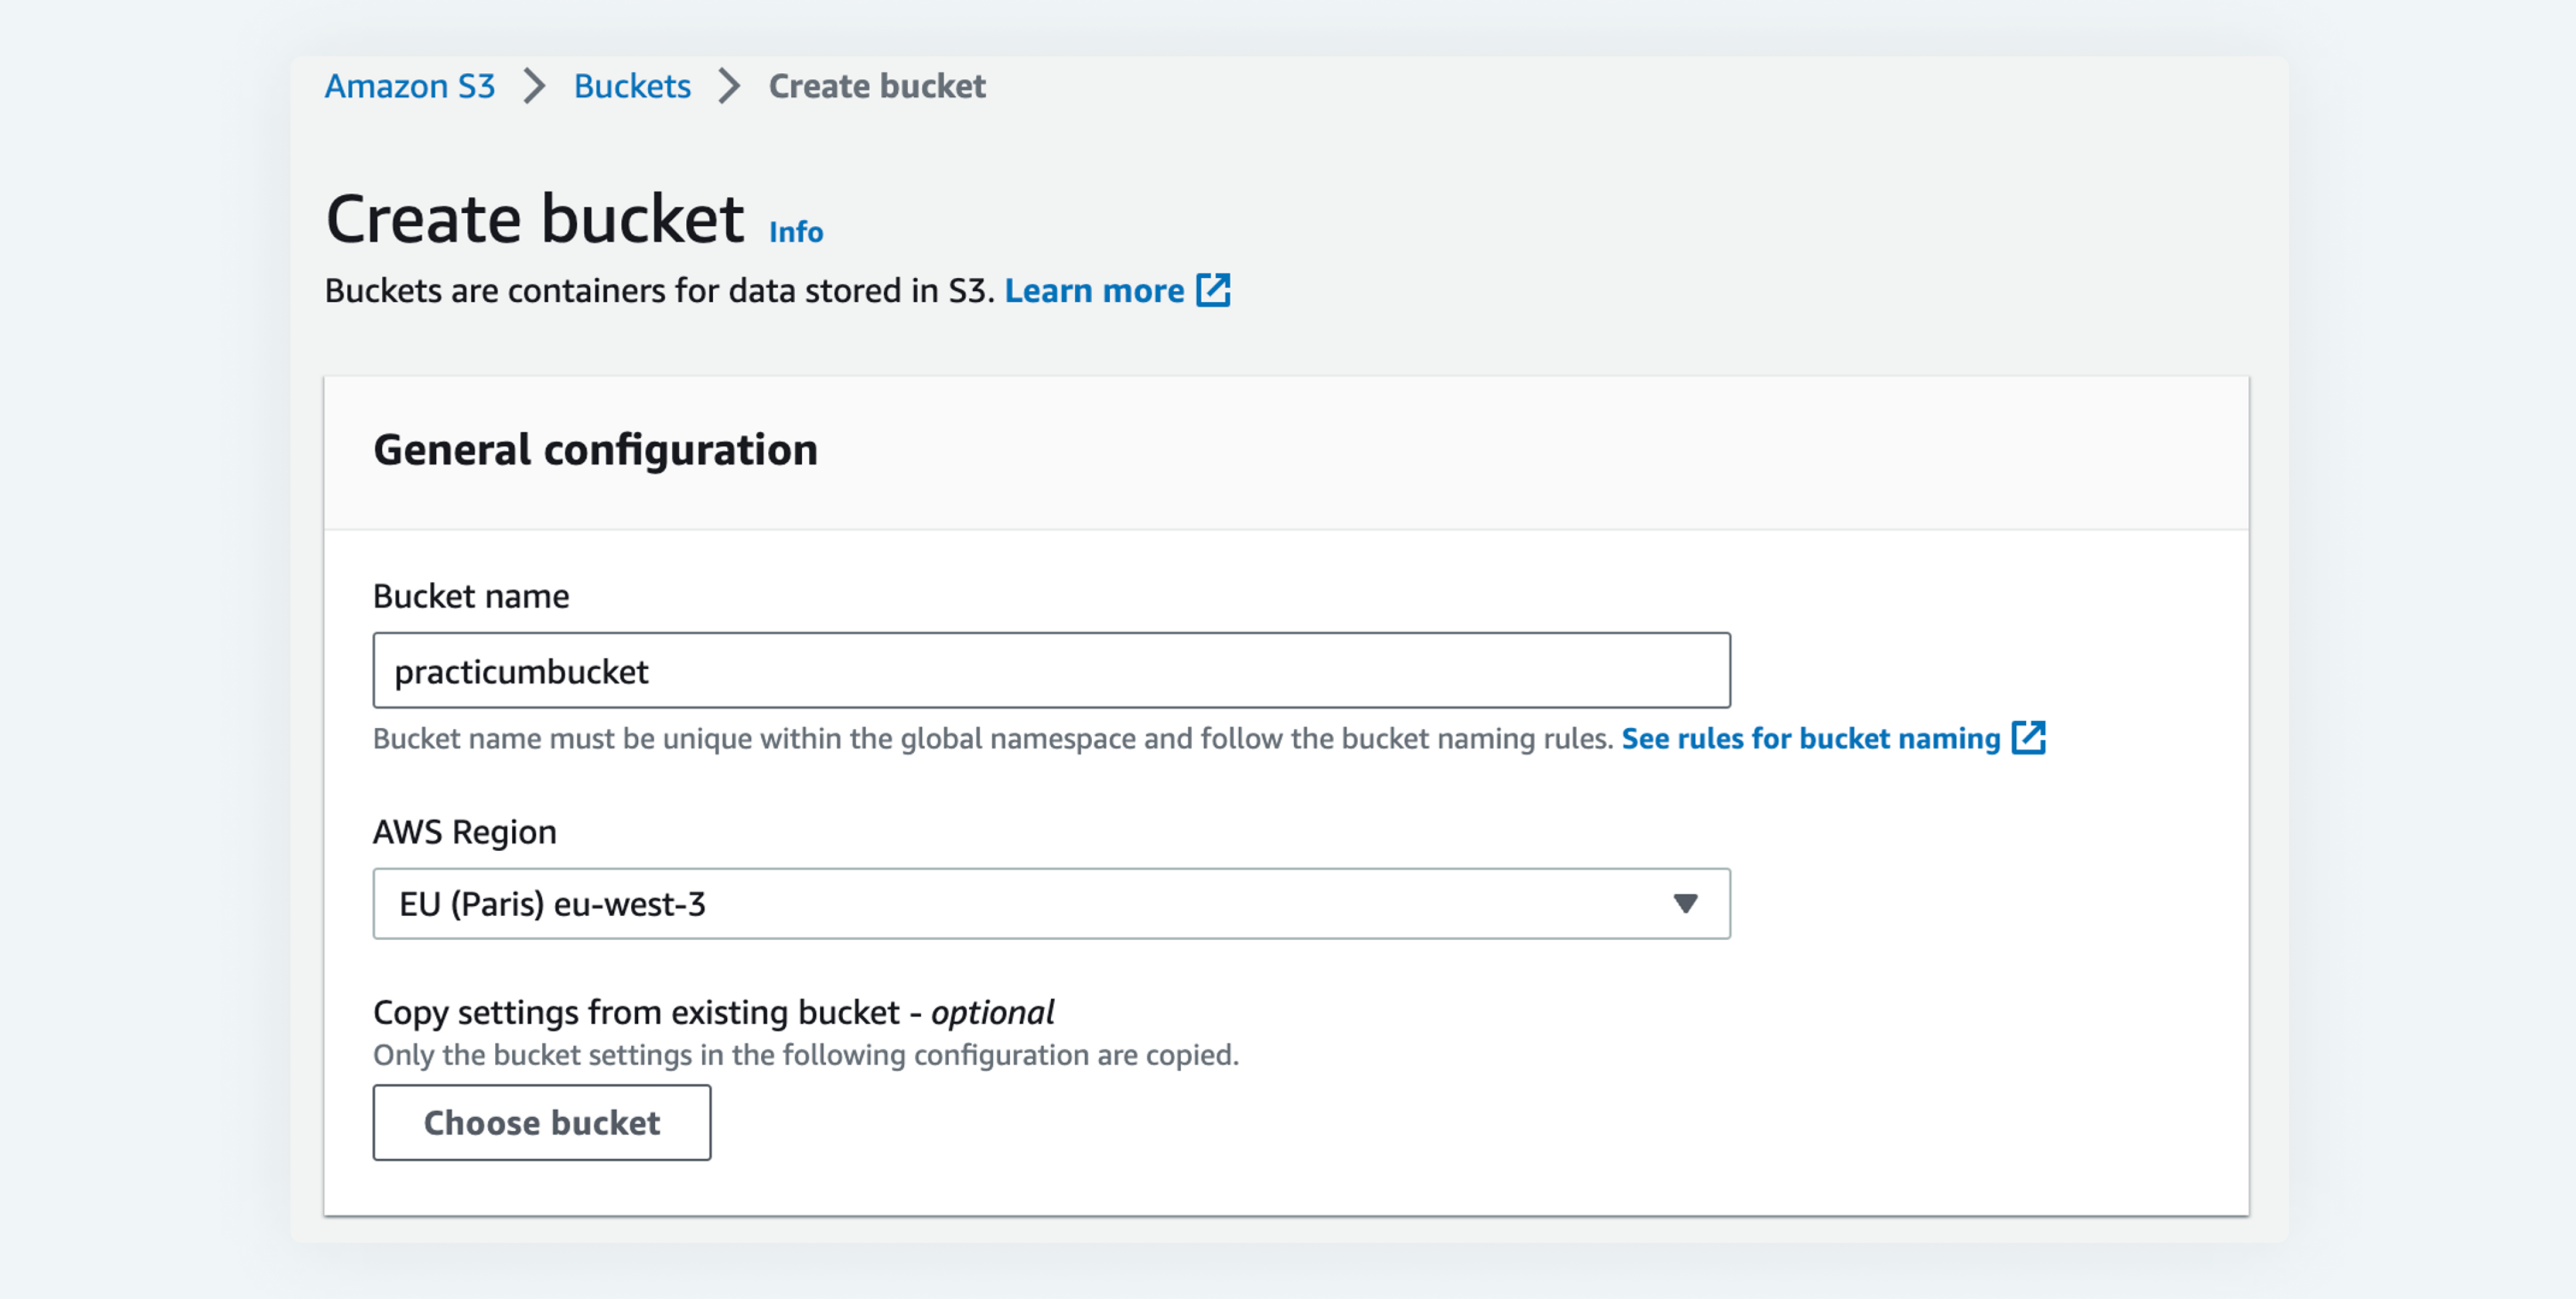 Amazon S3 > Buckets > Create bucket
Create bucket Info
Buckets are containers for data stored in S3. Learn more
General configuration
Bucket name
practicumbucket
Bucket name must be unique within the global namespace and follow the bucket naming rules. See rules for bucket naming
AWS Region
EU (Paris) eu-west-3
Copy settings from existing bucket - optional
Only the bucket settings in the following configuration are copied.
Choose bucket